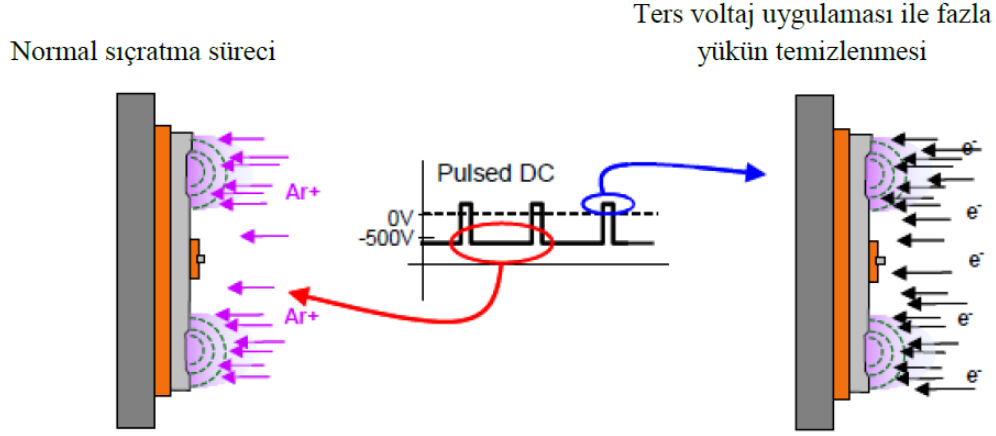 Ters voltaj uygulaması ile fazla
yükün temizlenmesi
Normal sıçratma süreci
Ar+
Ar+
Pulsed DC
0V
-500V
e-
e-
e-
e-
e-